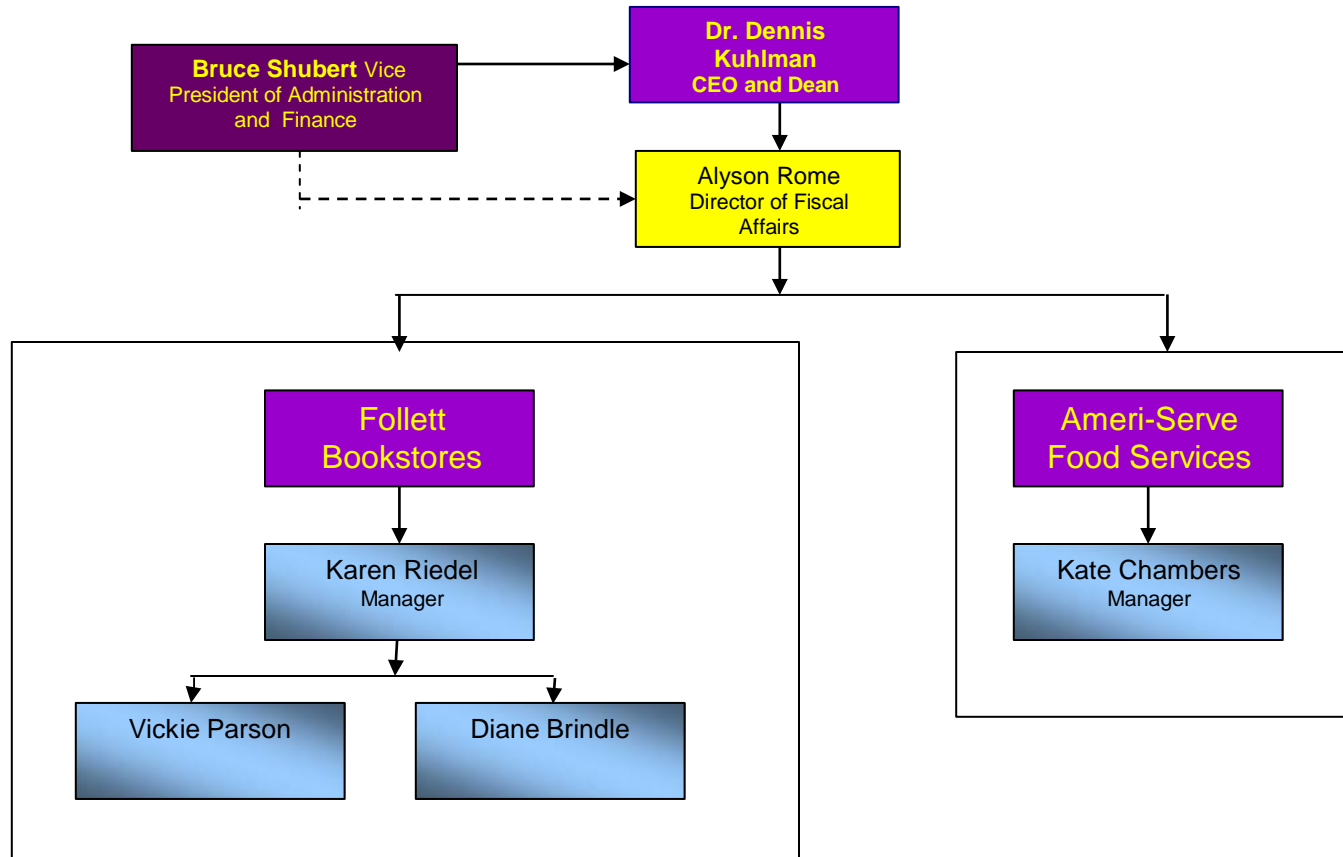 Bruce Shubert Vice
President of Administration
and Finance
Dr. Dennis
Kuhlman
CEO and Dean
Alyson Rome
Director of Fiscal
Affairs
Follett
Bookstores
Ameri-Serve
Food Services
Karen Riedel
Manager
Kate Chambers
Manager
Vickie Parson
Diane Brindle